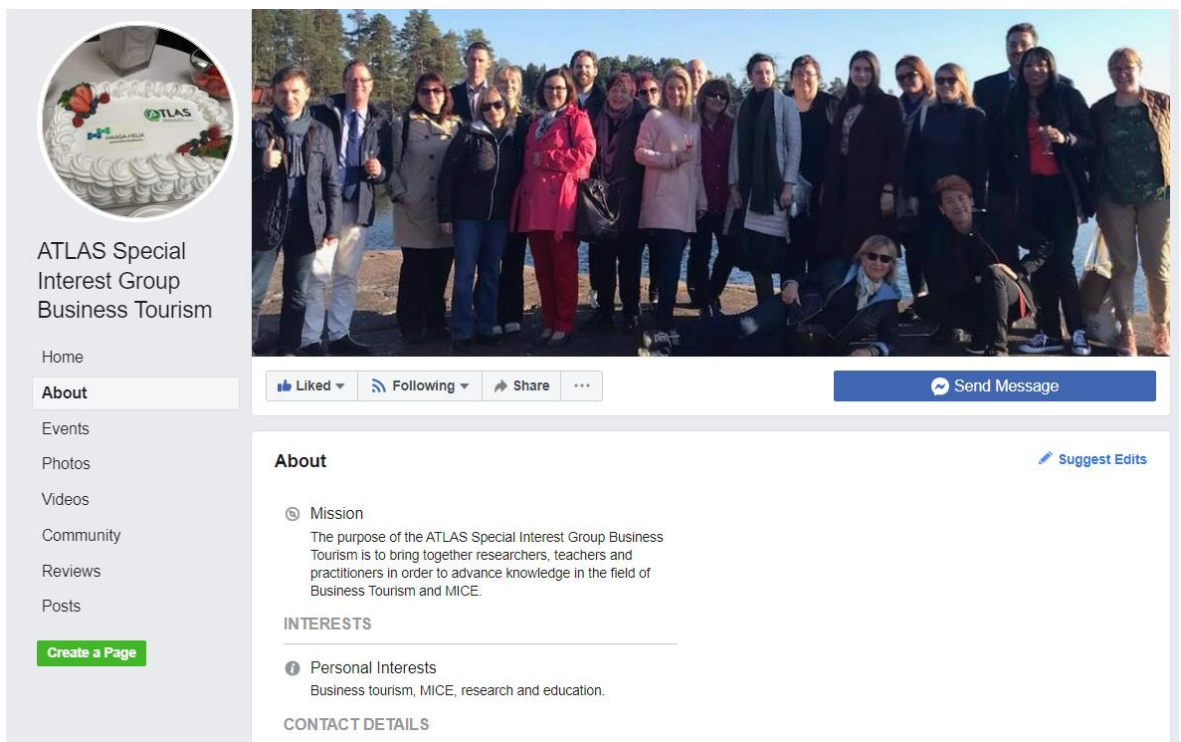 ATLAS
HAAGA-HELIA
ATLAS Special
Interest Group
Business Tourism
Home
About
Events
Photos
Videos
Community
Reviews
Posts
Create a Page
Liked
Following
Share
...
Send Message
About
Suggest Edits
Mission
The purpose of the ATLAS Special Interest Group Business
Tourism is to bring together researchers, teachers and
practitioners in order to advance knowledge in the field of
Business Tourism and MICE.
INTERESTS
Personal Interests
Business tourism, MICE, research and education.
CONTACT DETAILS